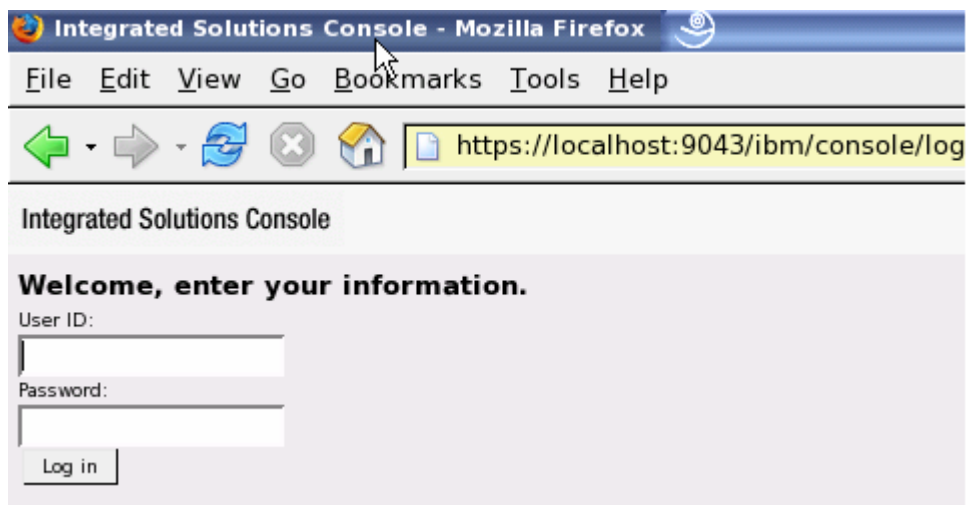 Integrated Solutions Console - Mozilla Firefox
File Edit View Go Bookmarks Tools Help
https://localhost:9043/ibm/console/log
Integrated Solutions Console
Welcome, enter your information.
User ID:
Password:
Log in